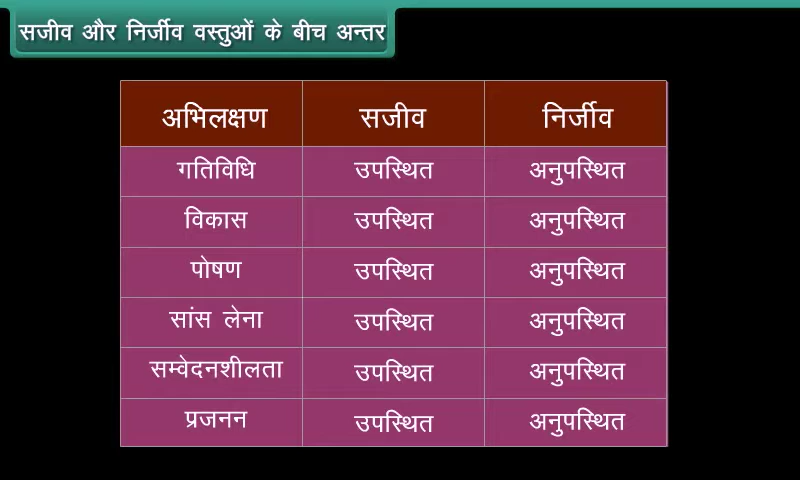 सजीव और निर्जीव वस्तुओं के बीच अन्तर
अभिलक्षण सजीव निर्जीव
गतिविधि उपस्थित अनुपस्थित
विकास उपस्थित अनुपस्थित
पोषण उपस्थित अनुपस्थित
सांस लेना उपस्थित अनुपस्थित
सम्वेदनशीलता उपस्थित अनुपस्थित
प्रजनन उपस्थित अनुपस्थित